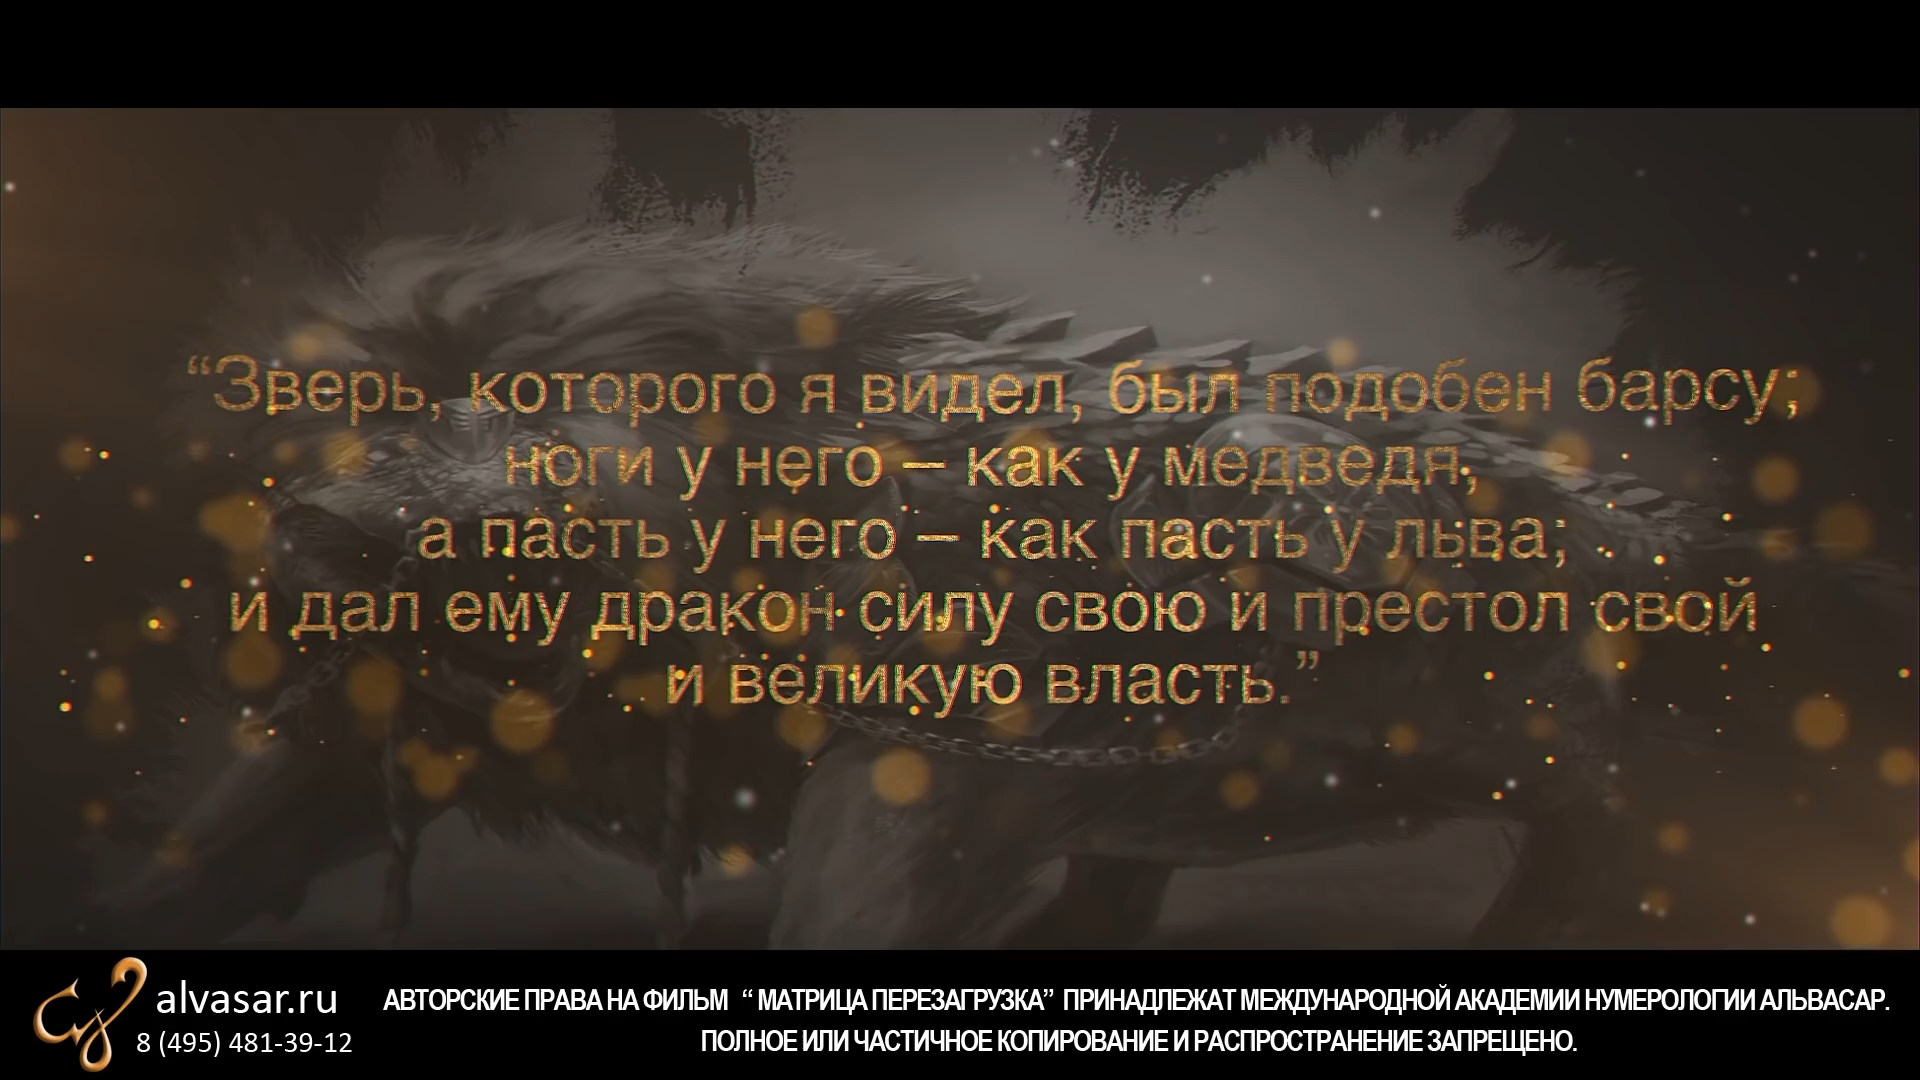 “Зверь, которого я видел, был подобен барсу;
ноги у него – как у медведя,
а пасть у него – как пасть у льва;
и дал ему дракон силу свою и престол свой
и великую власть.”
alvasar.ru
8 (495) 481-39-12
АВТОРСКИЕ ПРАВА НА ФИЛЬМ “ МАТРИЦА ПЕРЕЗАГРУЗКА” ПРИНАДЛЕЖАТ МЕЖДУНАРОДНОЙ АКАДЕМИИ НУМЕРОЛОГИИ АЛЬВАСАР.
ПОЛНОЕ ИЛИ ЧАСТИЧНОЕ КОПИРОВАНИЕ И РАСПРОСТРАНЕНИЕ ЗАПРЕЩЕНО.